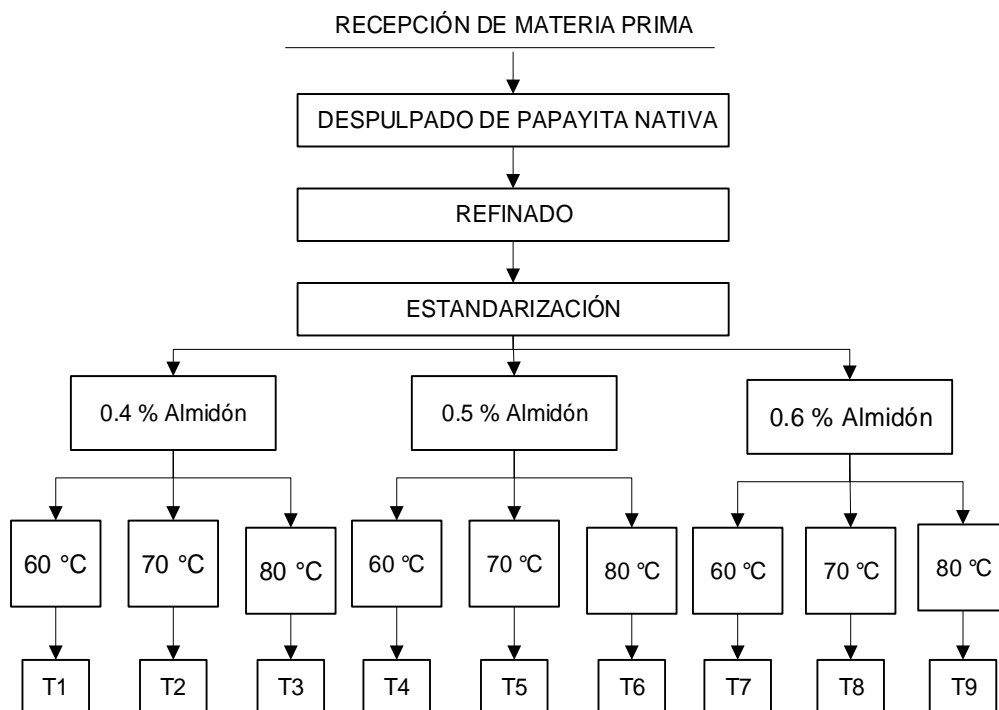 RECEPCIÓN DE MATERIA PRIMA
DESPULPADO DE PAPAYITA NATIVA
REFINADO
ESTANDARIZACIÓN
0.4 % Almidón
0.5 % Almidón
0.6 % Almidón
60 °C
70 °C
80 °C
60 °C
70 °C
80 °C
60 °C
70 °C
80 °C
T1
T2
T3
T4
T5
T6
T7
T8
T9